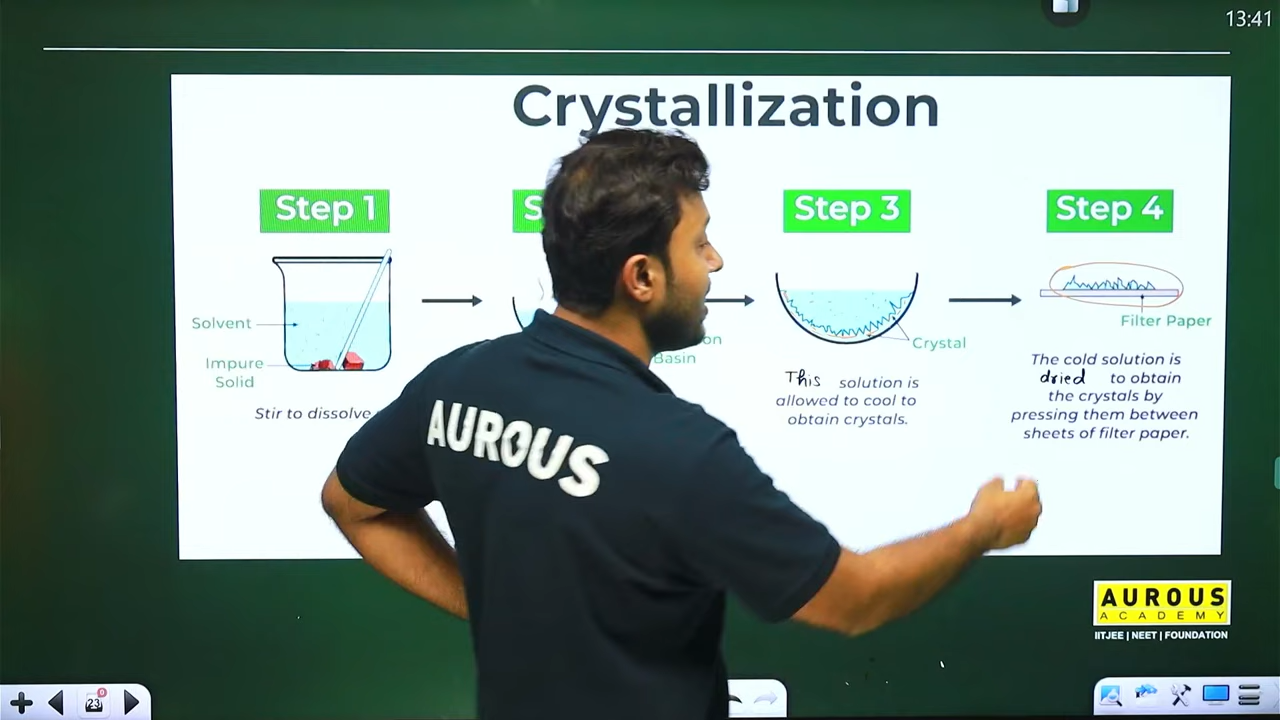 13:41
Crystallization
Step 1
Step 3
Step 4
Solvent
Impure
Solid
Stir to dissolve
Basin
Crystal
This solution is
allowed to cool to
obtain crystals.
Filter Paper
The cold solution is
dried to obtain
the crystals by
pressing them between
sheets of filter paper.
AUROUS
AUROUS
ACADEMY
IITJEE | NEET | FOUNDATION
23
0